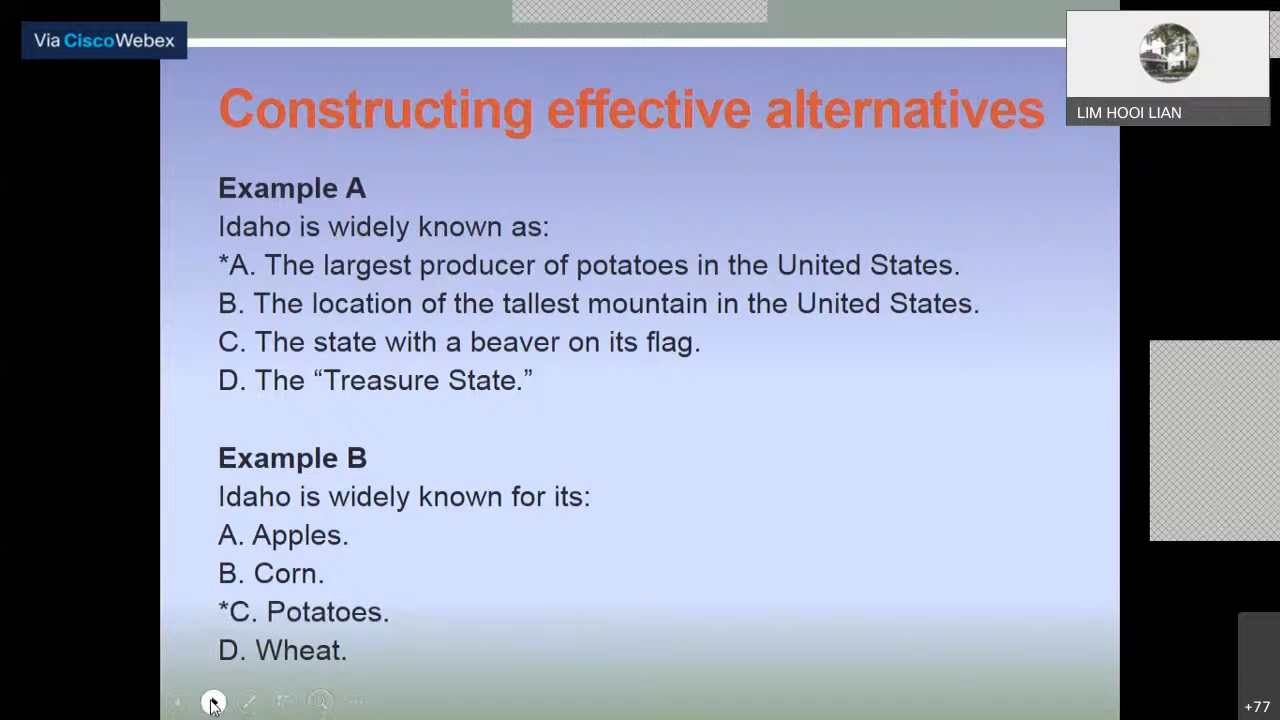 Via Cisco Webex
LIM HOOI LIAN
Constructing effective alternatives
Example A
Idaho is widely known as:
*A. The largest producer of potatoes in the United States.
B. The location of the tallest mountain in the United States.
C. The state with a beaver on its flag.
D. The “Treasure State.”
Example B
Idaho is widely known for its:
A. Apples.
B. Corn.
*C. Potatoes.
D. Wheat.
+77